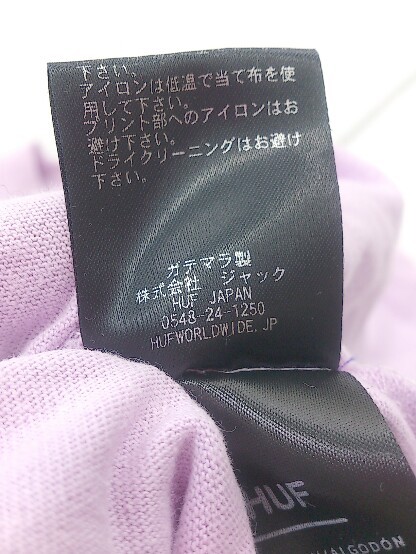 下さい。
アイロンは低温で当て布を使
用して下さい。
プリント部へのアイロンはお
避け下さい。
ドライクリーニングはお避け
下さい。
ガテマラ製
株式会社 ジャック
HUF JAPAN
0548-24-1250
HUFWORLDWIDE.JP
HUF
/ALGODÓN